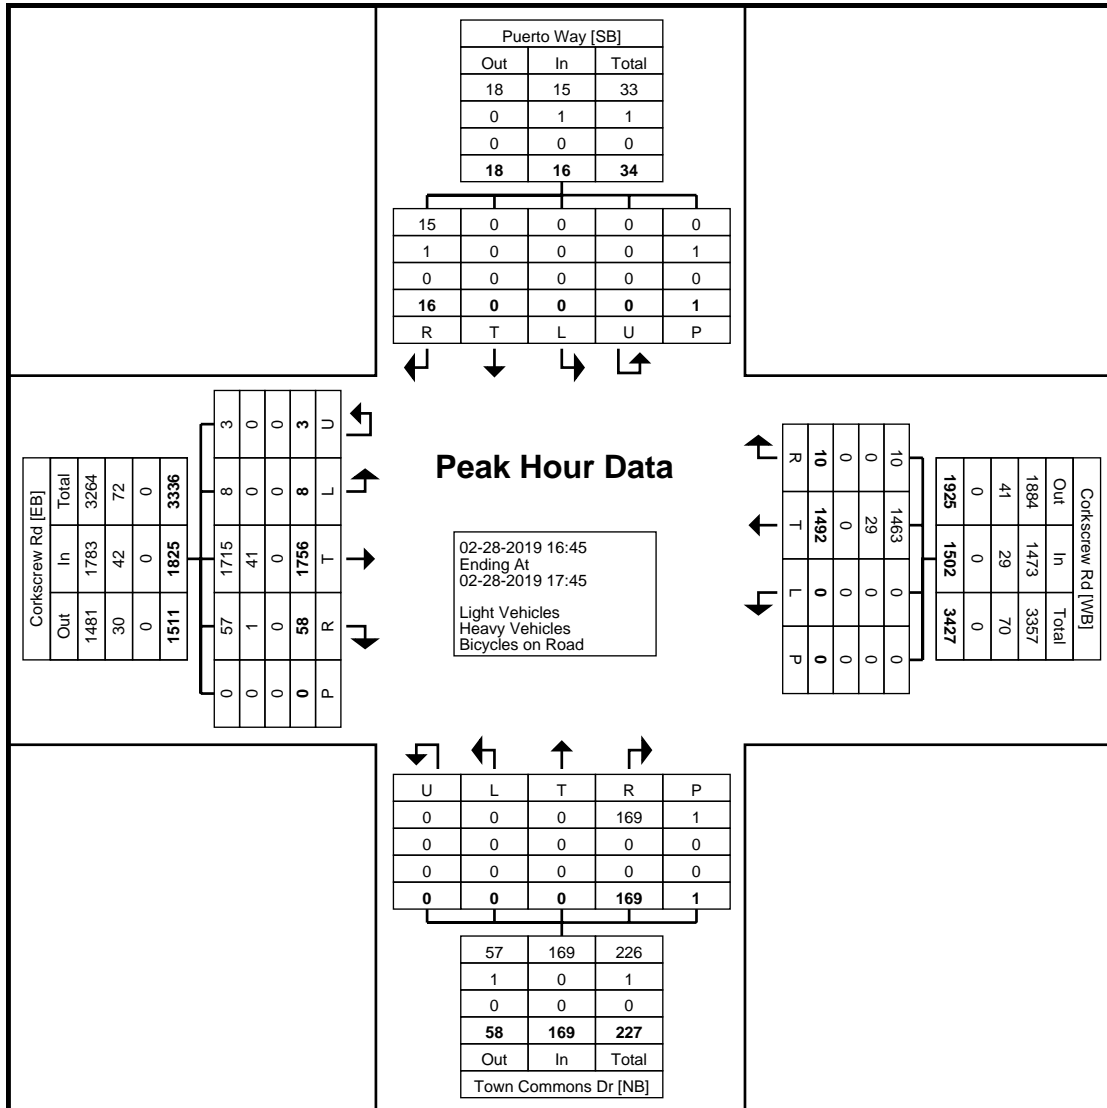 Puerto Way [SB]
Out In Total
18 15 33
0 1 1
0 0 0
18 16 34
15 0 0 0 0
1 0 0 0 1
0 0 0 0 0
16 0 0 0 1
R T L U P
Corkscrew Rd [EB]
Out In Total
1481 1783 3264
30 42 72
0 0 0
1511 1825 3336
0 57 1715 8 3
0 1 41 0 0
0 0 0 0 0
0 58 1756 8 3
P R T L U
Peak Hour Data
02-28-2019 16:45
Ending At
02-28-2019 17:45
Light Vehicles
Heavy Vehicles
Bicycles on Road
Corkscrew Rd [WB]
Out In Total
1884 1473 3357
41 29 70
0 0 0
1925 1502 3427
10 1463 0 0
0 29 0 0
0 0 0 0
10 1492 0 0
R T L P
U L T R P
0 0 0 169 1
0 0 0 0 0
0 0 0 0 0
0 0 0 169 1
57 169 226
1 0 1
0 0 0
58 169 227
Out In Total
Town Commons Dr [NB]